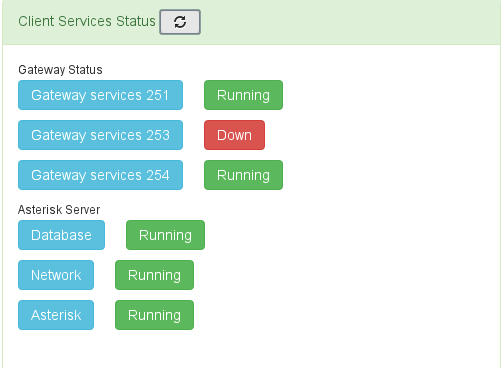 Client Services Status
Gateway Status
Gateway services 251 Running
Gateway services 253 Down
Gateway services 254 Running
Asterisk Server
Database Running
Network Running
Asterisk Running